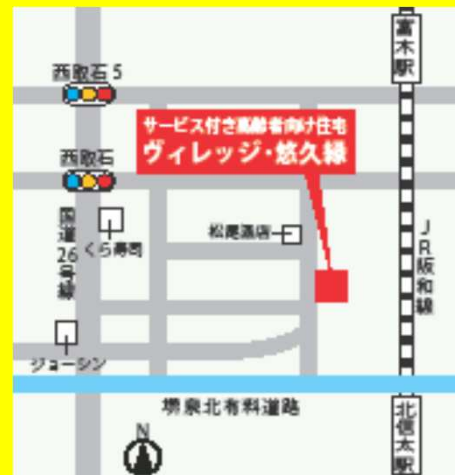 富木駅
西取石 5
サービス付き高齢者向け住宅
ヴィレッジ・悠久縁
西取石
国道26号線
くら寿司
松尾酒店
JR阪和線
ジョーシン
堺泉北有料道路
N
北信太駅